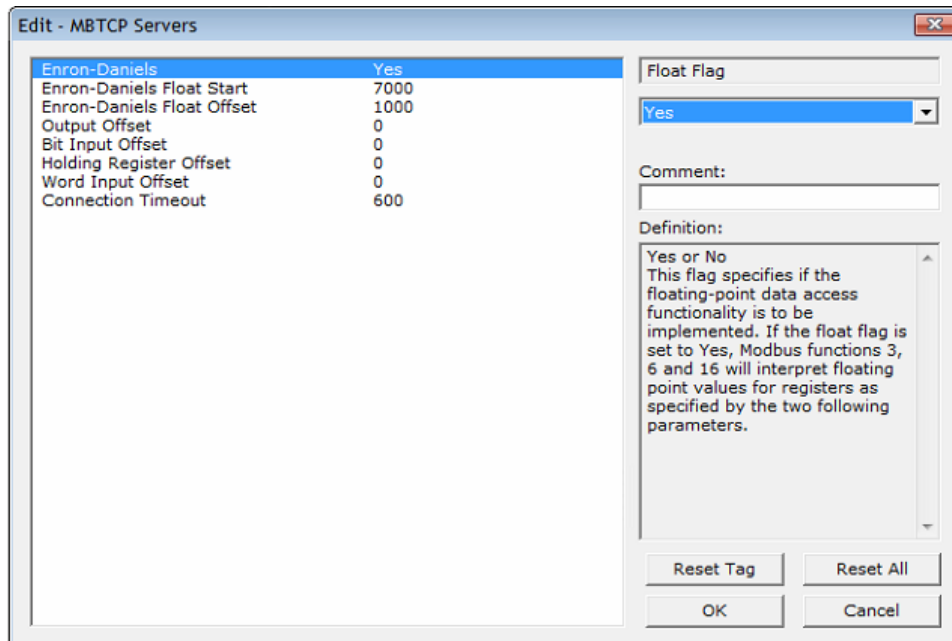 Edit - MBTCP Servers
Enron-Daniels Yes
Enron-Daniels Float Start 7000
Enron-Daniels Float Offset 1000
Output Offset 0
Bit Input Offset 0
Holding Register Offset 0
Word Input Offset 0
Connection Timeout 600
Float Flag
Yes
Comment:
Definition:
Yes or No
This flag specifies if the
floating-point data access
functionality is to be
implemented. If the float flag is
set to Yes, Modbus functions 3,
6 and 16 will interpret floating
point values for registers as
specified by the two following
parameters.
Reset Tag Reset All
OK Cancel